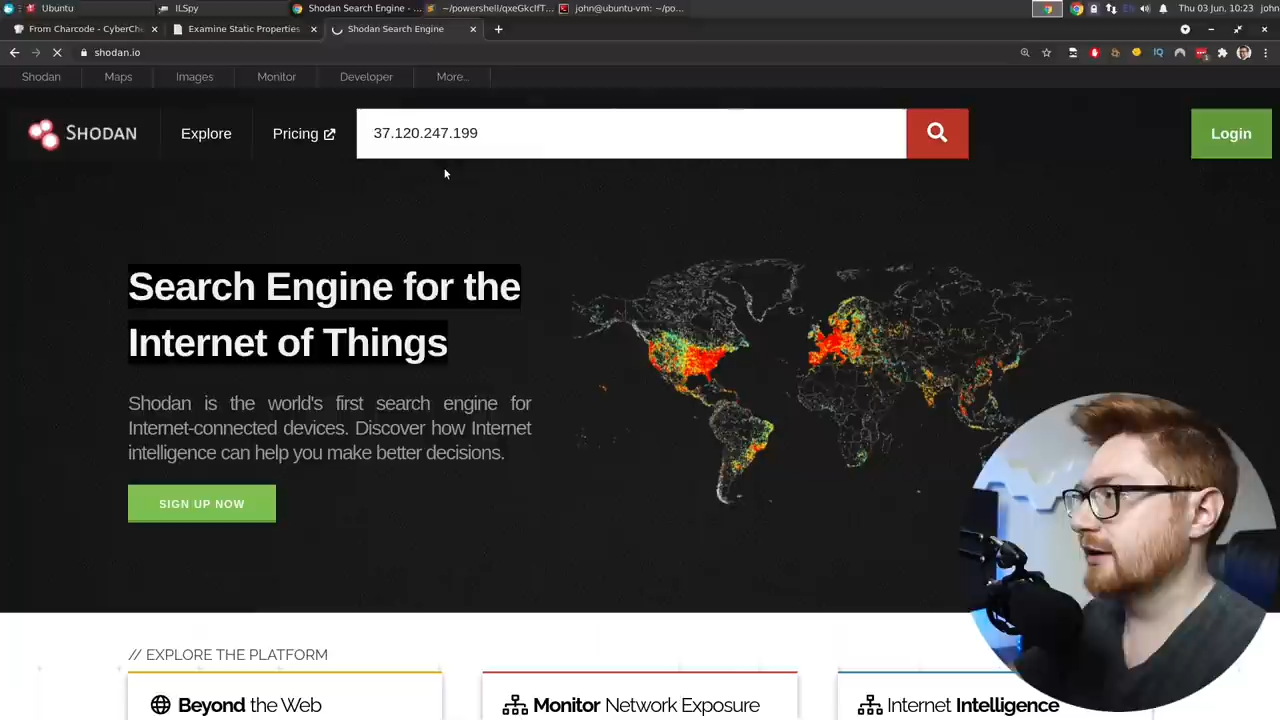 Ubuntu
ILSpy
Shodan Search Engine - ...
~/powershell/qxeGkcIfT...
john@ubuntu-vm: ~/po...
EN
Thu 03 Jun, 10:23
john
From Charcode - CyberChe
Examine Static Properties
Shodan Search Engine
shodan.io
Shodan
Maps
Images
Monitor
Developer
More...
SHODAN
Explore
Pricing
37.120.247.199
Login
Search Engine for the
Internet of Things
Shodan is the world's first search engine for
Internet-connected devices. Discover how Internet
intelligence can help you make better decisions.
SIGN UP NOW
// EXPLORE THE PLATFORM
Beyond the Web
Monitor Network Exposure
Internet Intelligence